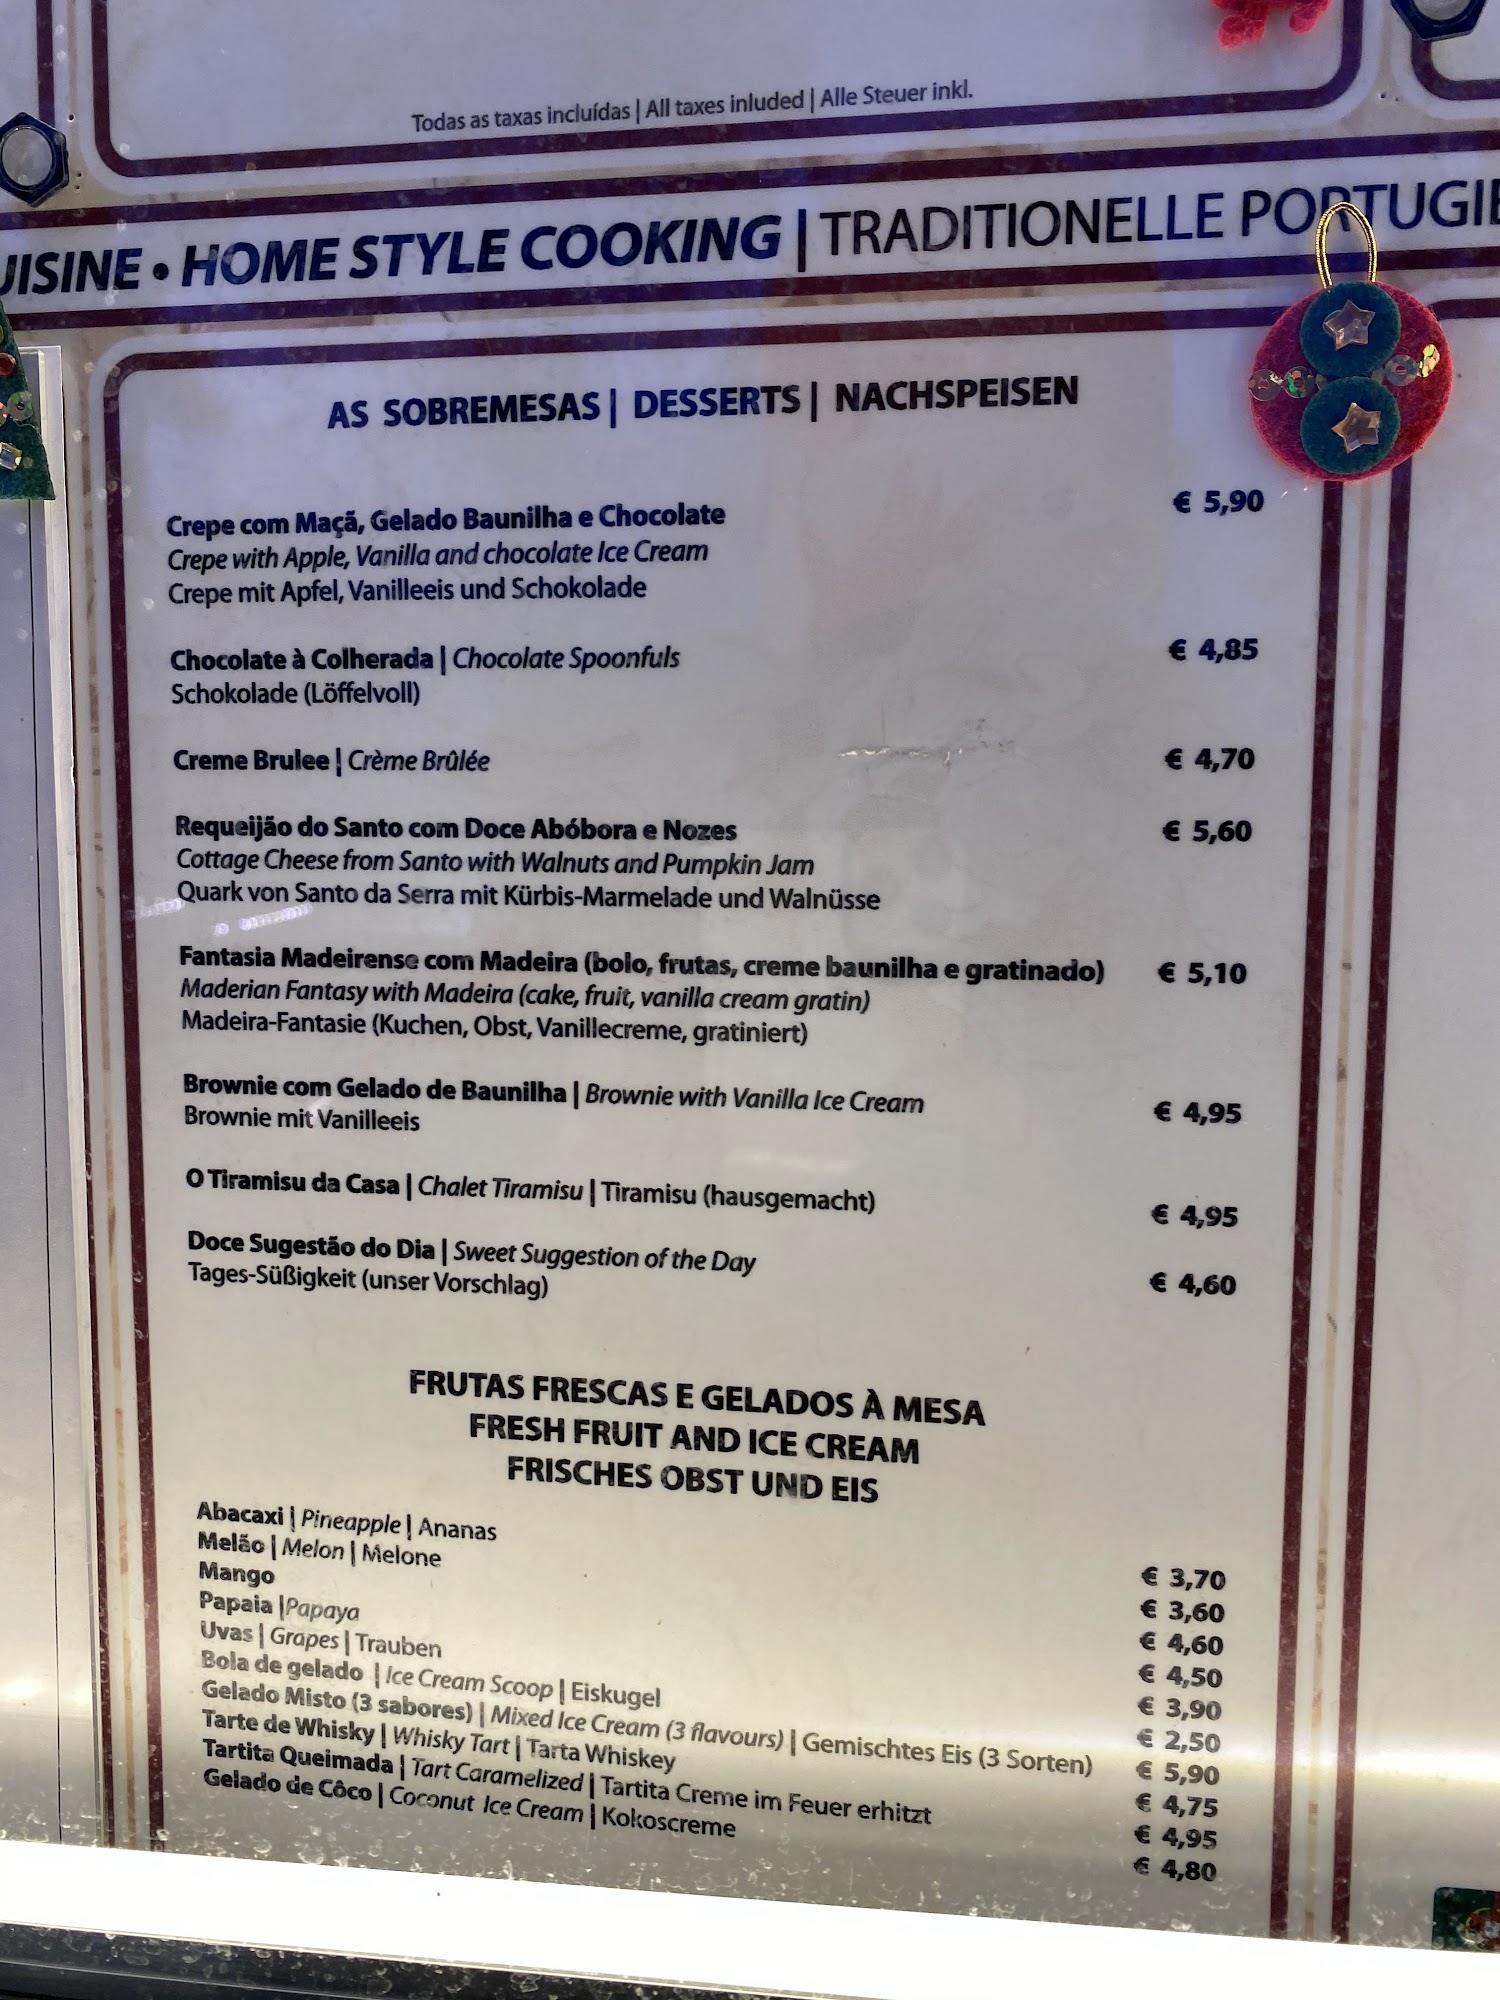 Todas as taxas incluídas | All taxes inluded | Alle Steuer inkl.
UISINE • HOME STYLE COOKING | TRADITIONELLE PORTUGIE
AS SOBREMESAS | DESSERTS | NACHSPEISEN
Crepe com Maçã, Gelado Baunilha e Chocolate € 5,90
Crepe with Apple, Vanilla and chocolate Ice Cream
Crepe mit Apfel, Vanilleeis und Schokolade
Chocolate à Colherada | Chocolate Spoonfuls € 4,85
Schokolade (Löffelvoll)
Creme Brulee | Crème Brûlée € 4,70
Requeijão do Santo com Doce Abóbora e Nozes € 5,60
Cottage Cheese from Santo with Walnuts and Pumpkin Jam
Quark von Santo da Serra mit Kürbis-Marmelade und Walnüsse
Fantasia Madeirense com Madeira (bolo, frutas, creme baunilha e gratinado) € 5,10
Maderian Fantasy with Madeira (cake, fruit, vanilla cream gratin)
Madeira-Fantasie (Kuchen, Obst, Vanillecreme, gratiniert)
Brownie com Gelado de Baunilha | Brownie with Vanilla Ice Cream € 4,95
Brownie mit Vanilleeis
O Tiramisu da Casa | Chalet Tiramisu | Tiramisu (hausgemacht) € 4,95
Doce Sugestão do Dia | Sweet Suggestion of the Day € 4,60
Tages-Süßigkeit (unser Vorschlag)
FRUTAS FRESCAS E GELADOS À MESA
FRESH FRUIT AND ICE CREAM
FRISCHES OBST UND EIS
Abacaxi | Pineapple | Ananas € 3,70
Melão | Melon | Melone € 3,60
Mango € 4,60
Papaia |Papaya € 4,50
Uvas | Grapes | Trauben € 3,90
Bola de gelado | Ice Cream Scoop | Eiskugel € 2,50
Gelado Misto (3 sabores) | Mixed Ice Cream (3 flavours) | Gemischtes Eis (3 Sorten) € 5,90
Tarte de Whisky | Whisky Tart | Tarta Whiskey € 4,75
Tartita Queimada | Tart Caramelized | Tartita Creme im Feuer erhitzt € 4,95
Gelado de Côco | Coconut Ice Cream | Kokoscreme € 4,80